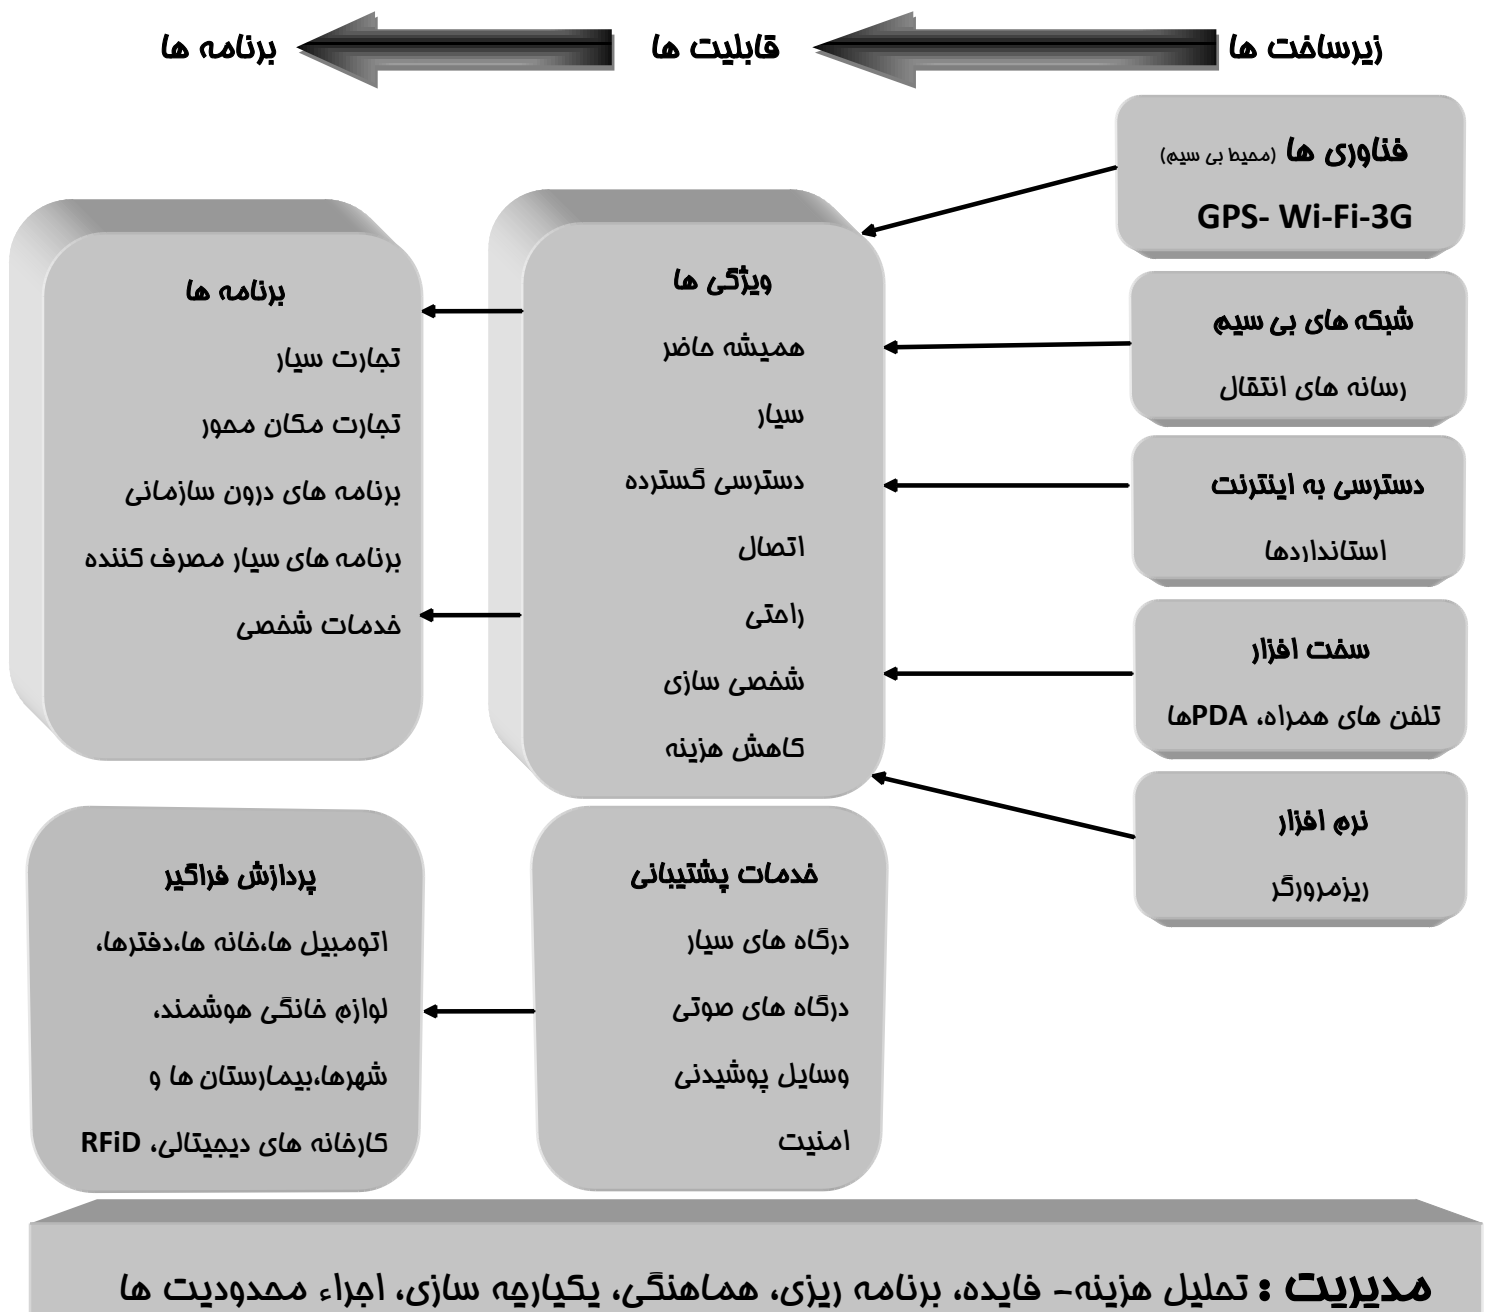 زیرساخت ها
قابلیت ها
برنامه ها
فناوری ها (محیط بی سیم)
GPS- Wi-Fi-3G
شبکه های بی سیم
رسانه های انتقال
دسترسی به اینترنت
استانداردها
سخت افزار
تلفن های همراه، PDAها
نرم افزار
ریزمرورگر
ویژگی ها
همیشه حاضر
سیار
دسترسی گسترده
اتصال
راحتی
شخصی سازی
کاهش هزینه
خدمات پشتیبانی
درگاه های سیار
درگاه های صوتی
وسایل پوشیدنی
امنیت
برنامه ها
تجارت سیار
تجارت مکان محور
برنامه های درون سازمانی
برنامه های سیار مصرف کننده
خدمات شخصی
پردازش فراگیر
اتومبیل ها،خانه ها،دفترها،
لوازم خانگی هوشمند،
شهرها،بیمارستان ها و
کارخانه های دیجیتالی، RFiD
مدیریت : تحلیل هزینه- فایده، برنامه ریزی، هماهنگی، یکپارچه سازی، اجراء محدودیت ها